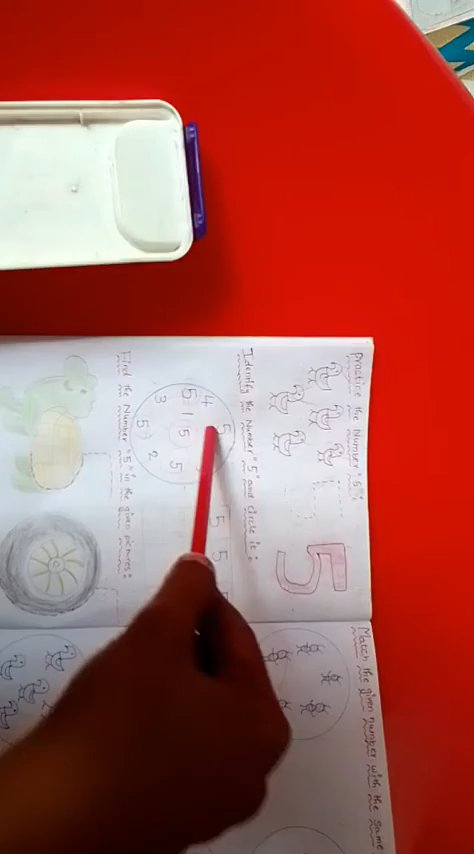 Practice the Number "5":
5
Identify the Number "5" and circle it:
5
4
5 1 5 5
3 5 2
5 5
Find the Number "5" in the given pictures:
Match the given number with the same